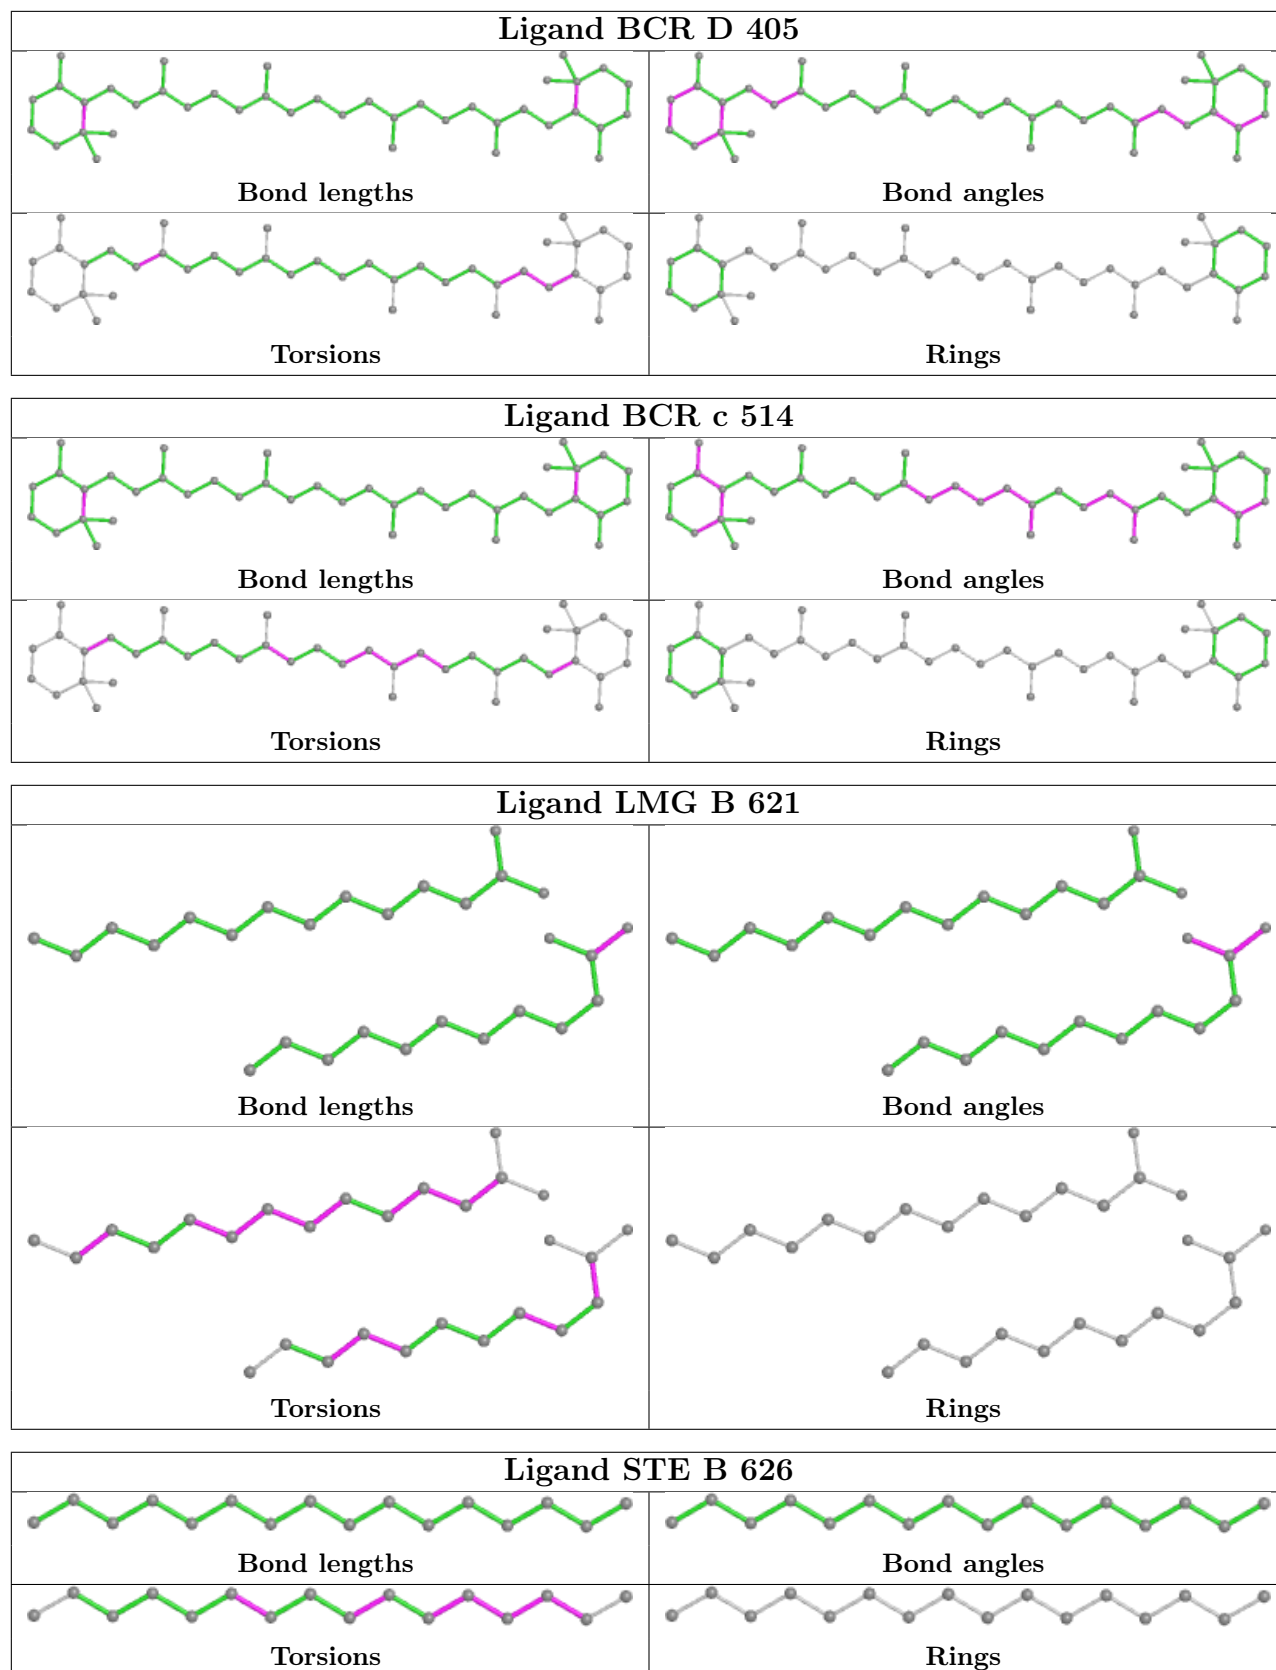 Ligand BCR D 405
Bond lengths
Bond angles
Torsions
Rings
Ligand BCR c 514
Bond lengths
Bond angles
Torsions
Rings
Ligand LMG B 621
Bond lengths
Bond angles
Torsions
Rings
Ligand STE B 626
Bond lengths
Bond angles
Torsions
Rings